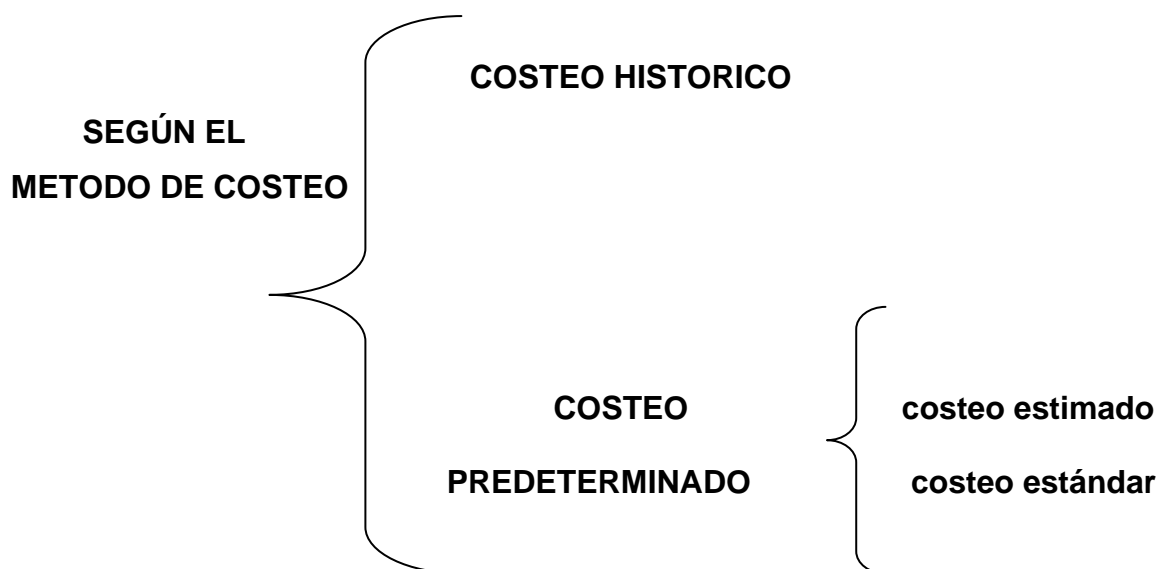 COSTEO HISTORICO
SEGÚN EL
METODO DE COSTEO
COSTEO
PREDETERMINADO
costeo estimado
costeo estándar